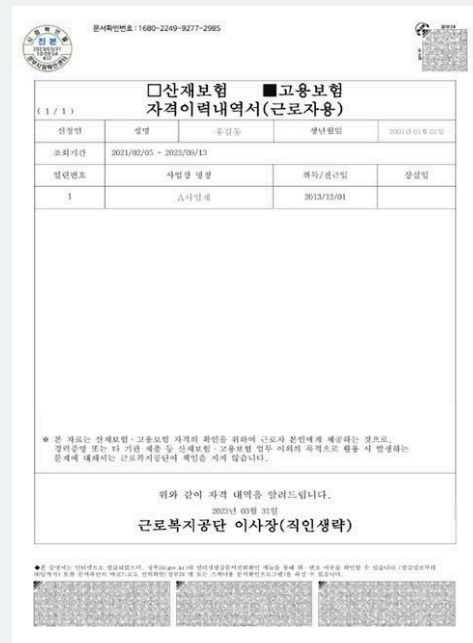 문서확인번호 : 1680-2249-9277-2985
진본
(1/1)
□산재보험 ■고용보험
자격이력내역서(근로자용)
신청인 성명 홍길동 생년월일 2001년 01월 01일
조회기간 2021/02/05 ~ 2023/09/13
일련번호 사업장 명칭 취득/전근일 상실일
1 A사업체 2013/12/01
※ 본 자료는 산재보험·고용보험 자격의 확인을 위하여 근로자 본인에게 제공하는 것으로,
경력증명 또는 타 기관 제출 등 산재보험·고용보험 업무 이외의 목적으로 활용 시 발생하는
문제에 대해서는 근로복지공단이 책임을 지지 않습니다.
위와 같이 자격 내역을 알려드립니다.
2023년 03월 31일
근로복지공단 이사장(직인생략)